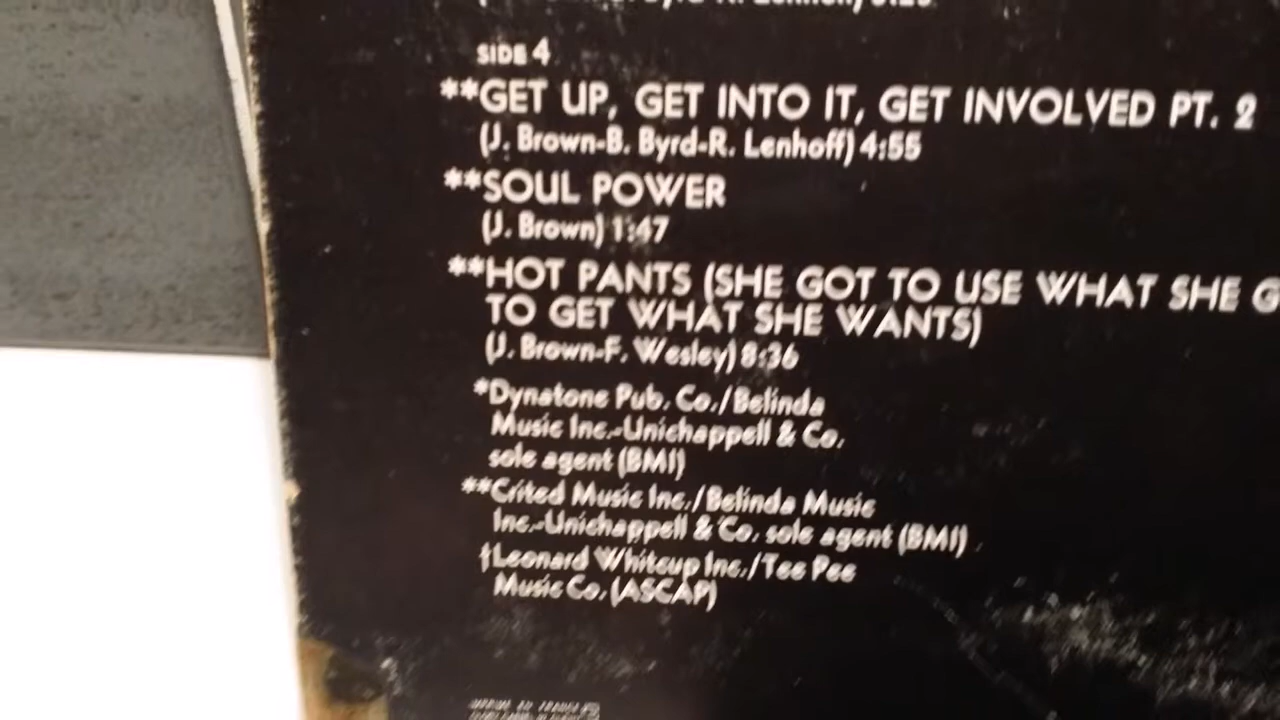 SIDE 4
**GET UP, GET INTO IT, GET INVOLVED PT. 2
(J. Brown-B. Byrd-R. Lenhoff) 4:55
**SOUL POWER
(J. Brown) 1:47
**HOT PANTS (SHE GOT TO USE WHAT SHE G
TO GET WHAT SHE WANTS)
(J. Brown-F. Wesley) 8:36
*Dynatone Pub. Co./Belinda
Music Inc.-Unichappell & Co.
sole agent (BMI)
**Crited Music Inc./Belinda Music
Inc.-Unichappell & Co. sole agent (BMI)
†Leonard Whitcup Inc./Tee Pee
Music Co. (ASCAP)